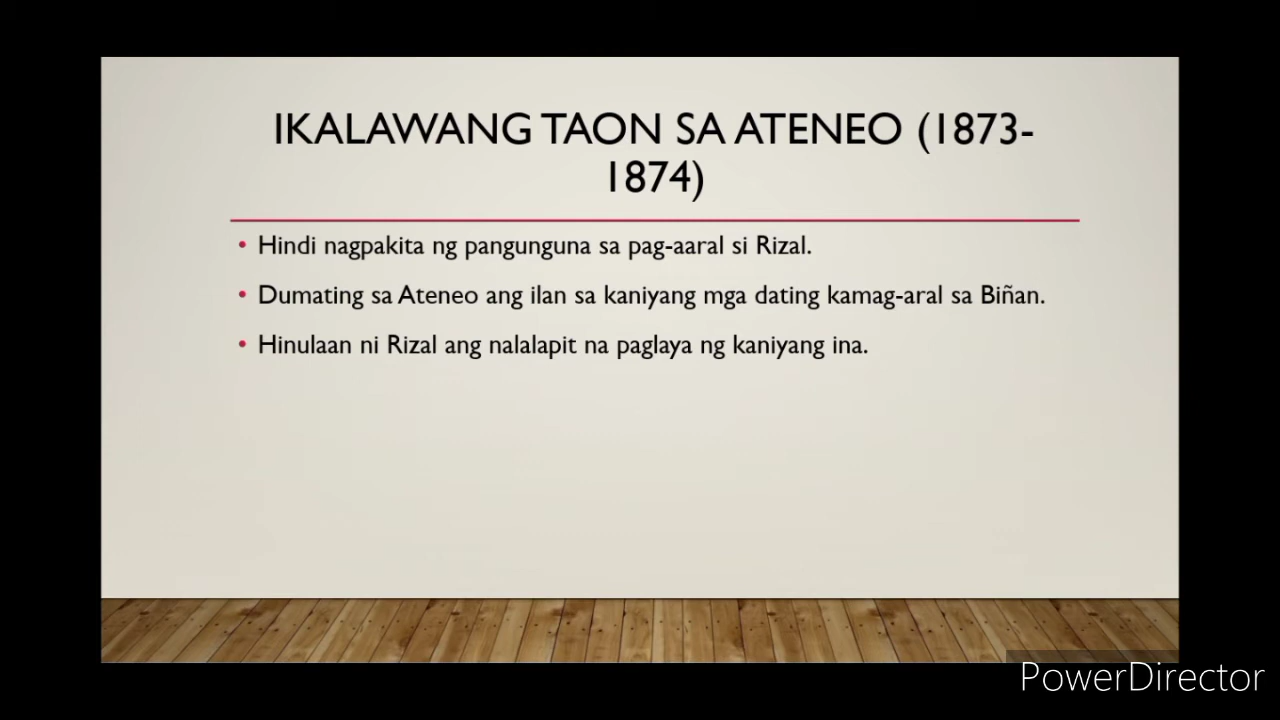 IKALAWANG TAON SA ATENEO (1873-
1874)
• Hindi nagpakita ng pangunguna sa pag-aaral si Rizal.
• Dumating sa Ateneo ang ilan sa kaniyang mga dating kamag-aral sa Biñan.
• Hinulaan ni Rizal ang nalalapit na paglaya ng kaniyang ina.
PowerDirector